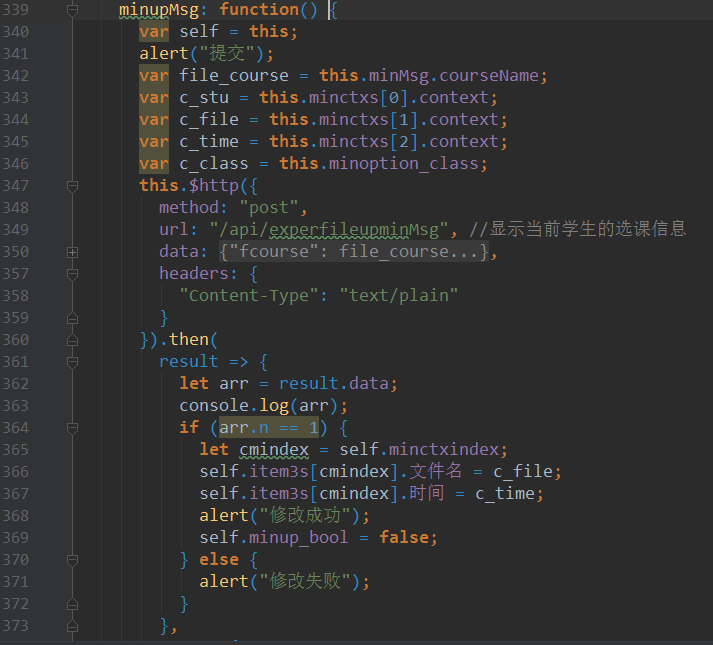 339 minupMsg: function() {
340 var self = this;
341 alert("提交");
342 var file_course = this.minMsg.courseName;
343 var c_stu = this.minctxs[0].context;
344 var c_file = this.minctxs[1].context;
345 var c_time = this.minctxs[2].context;
346 var c_class = this.minoption_class;
347 this.$http({
348 method: "post",
349 url: "/api/experfileupminMsg", //显示当前学生的选课信息
350 data: {"fcourse": file_course...},
357 headers: {
358 "Content-Type": "text/plain"
359 }
360 }).then(
361 result => {
362 let arr = result.data;
363 console.log(arr);
364 if (arr.n == 1) {
365 let cmindex = self.minctxindex;
366 self.item3s[cmindex].文件名 = c_file;
367 self.item3s[cmindex].时间 = c_time;
368 alert("修改成功");
369 self.minup_bool = false;
370 } else {
371 alert("修改失败");
372 }
373 },